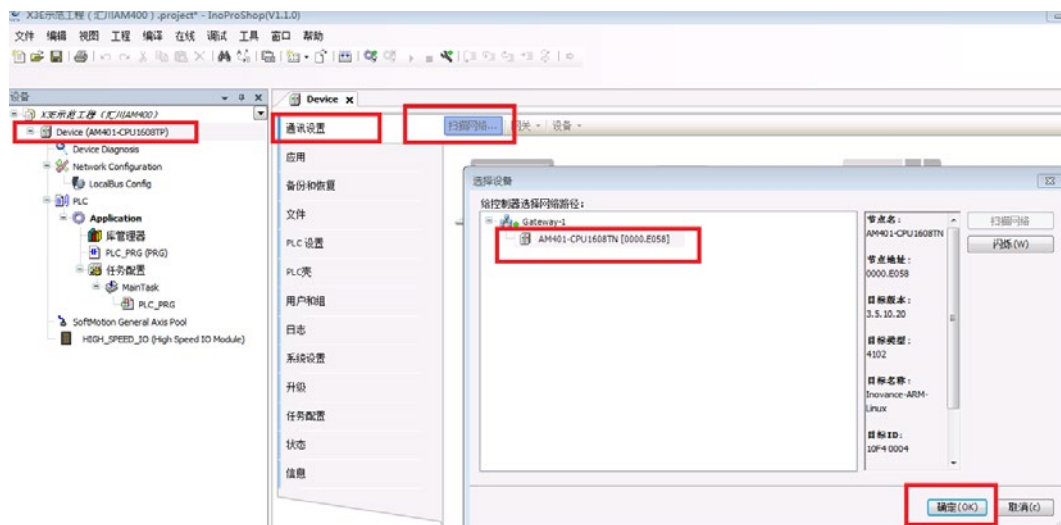 X3E示范工程（汇川AM400）.project* - InoProShop(V1.1.0)
文件 编辑 视图 工程 编译 在线 调试 工具 窗口 帮助
设备
X3E示范工程（汇川AM400）
Device (AM401-CPU1608TP)
Device Diagnosis
Network Configuration
LocalBus Config
PLC
Application
库管理器
PLC_PRG (PRG)
任务配置
MainTask
PLC_PRG
SoftMotion General Axis Pool
HIGH_SPEED_IO (High Speed IO Module)
Device
通讯设置
应用
备份和恢复
文件
PLC 设置
PLC壳
用户和组
日志
系统设置
升级
任务配置
状态
信息
扫描网络... 网关 设备
选择设备
给控制器选择网络路径：
Gateway-1
AM401-CPU1608TN [0000.E058]
节点名：
AM401-CPU1608TN
节点地址：
0000.E058
目标版本：
3.5.10.20
目标类型：
4102
目标名称：
Inovance-ARM-
Linux
目标ID：
10F4 0004
扫描网络
闪烁(W)
确定(OK) 取消(c)